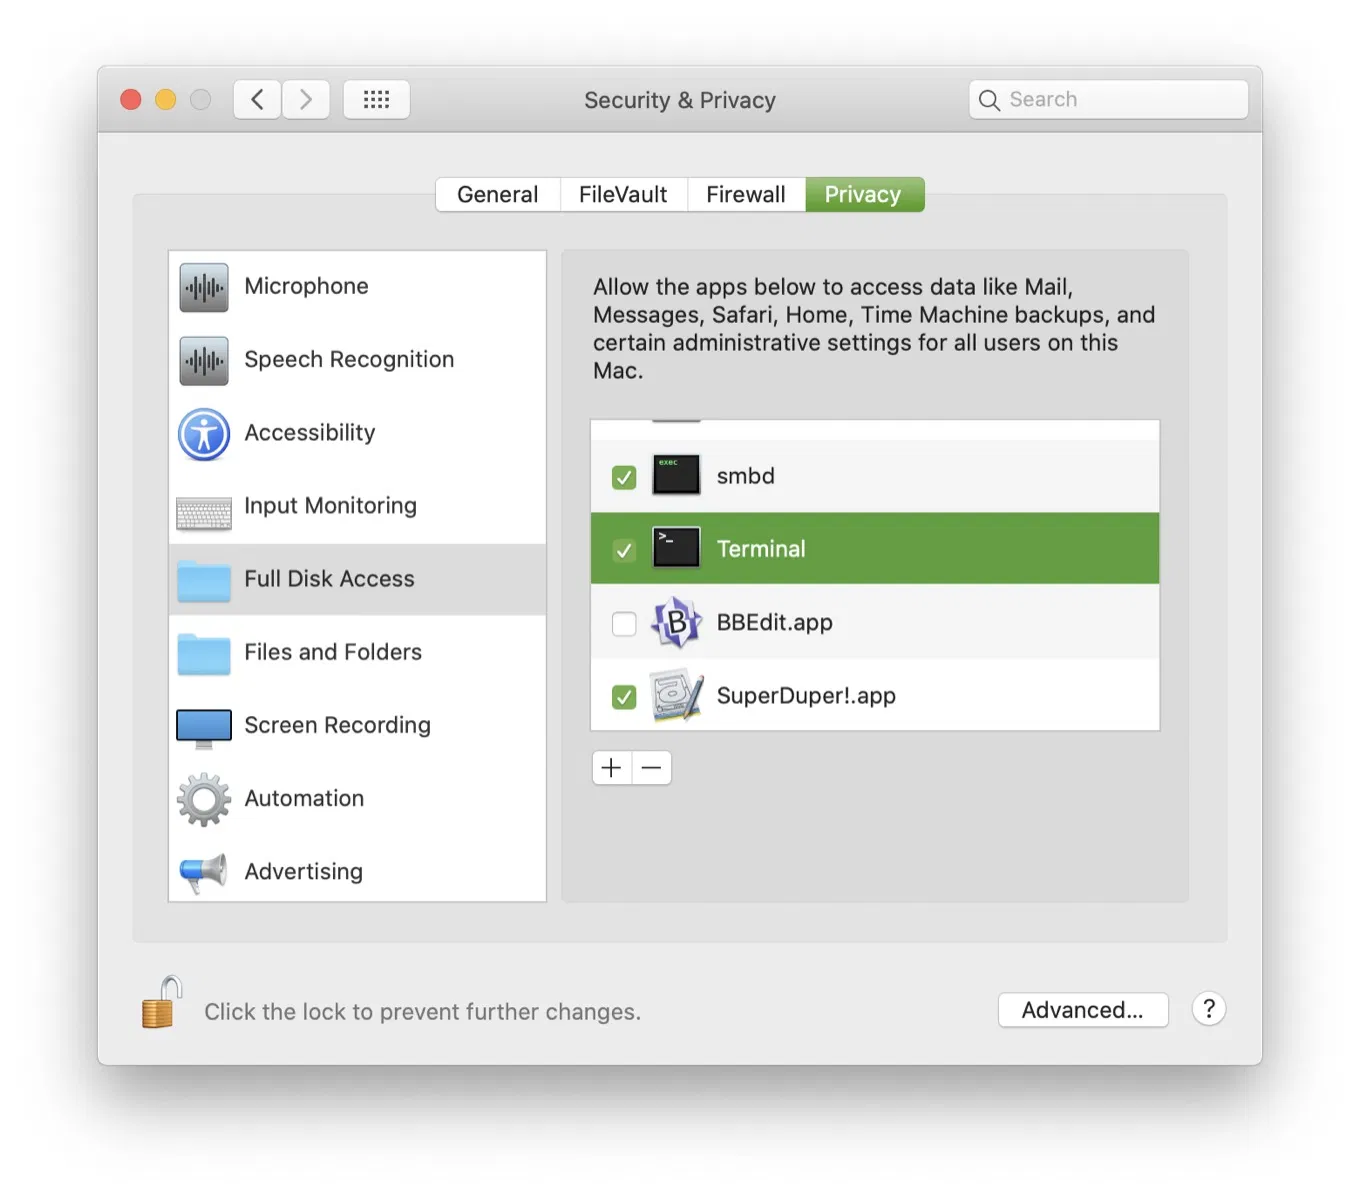 Security & Privacy
Search
General
FileVault
Firewall
Privacy
Microphone
Speech Recognition
Accessibility
Input Monitoring
Full Disk Access
Files and Folders
Screen Recording
Automation
Advertising
Allow the apps below to access data like Mail,
Messages, Safari, Home, Time Machine backups, and
certain administrative settings for all users on this
Mac.
exec
smbd
>_
Terminal
B
BBEdit.app
SuperDuper!.app
+
−
Click the lock to prevent further changes.
Advanced...
?